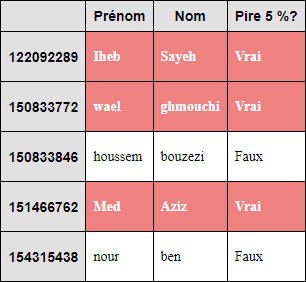 Prénom Nom Pire 5 %?
122092289 Iheb Sayeh Vrai
150833772 wael ghmouchi Vrai
150833846 houssem bouzezi Faux
151466762 Med Aziz Vrai
154315438 nour ben Faux